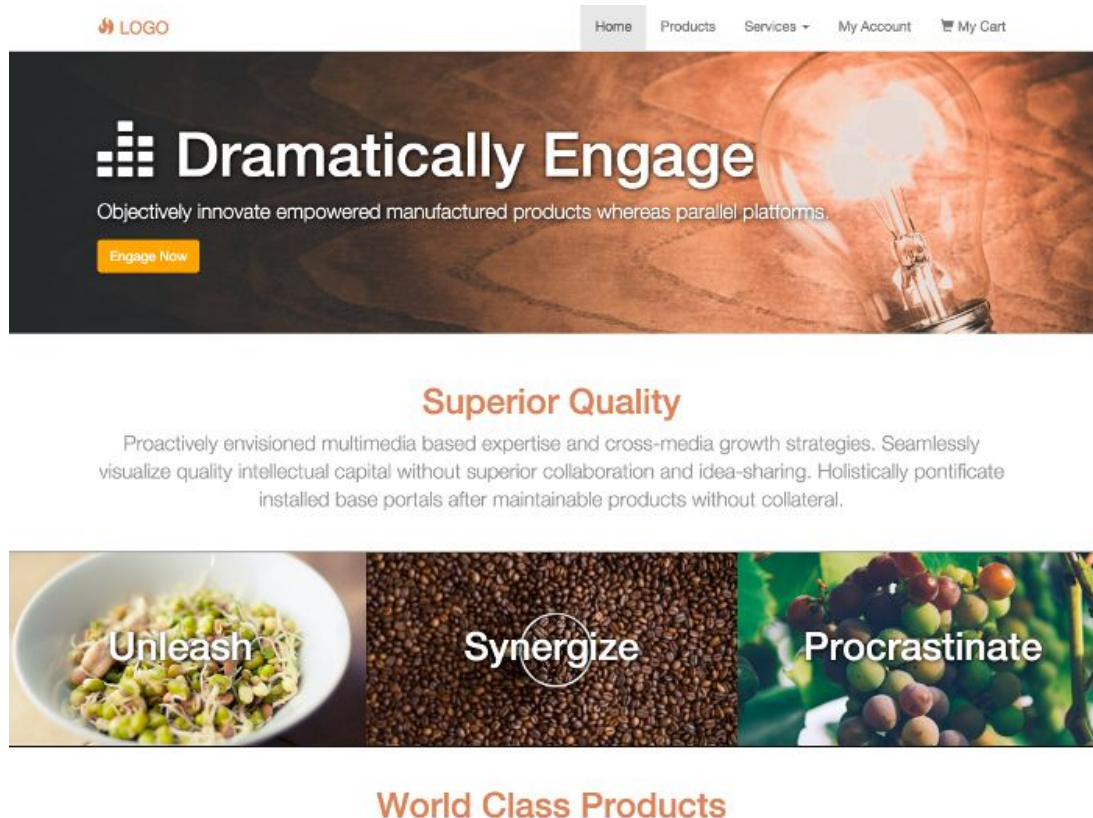 LOGO
Home Products Services My Account My Cart
Dramatically Engage
Objectively innovate empowered manufactured products whereas parallel platforms.
Engage Now
Superior Quality
Proactively envisioned multimedia based expertise and cross-media growth strategies. Seamlessly
visualize quality intellectual capital without superior collaboration and idea-sharing. Holistically pontificate
installed base portals after maintainable products without collateral.
Unleash
Synergize
Procrastinate
World Class Products